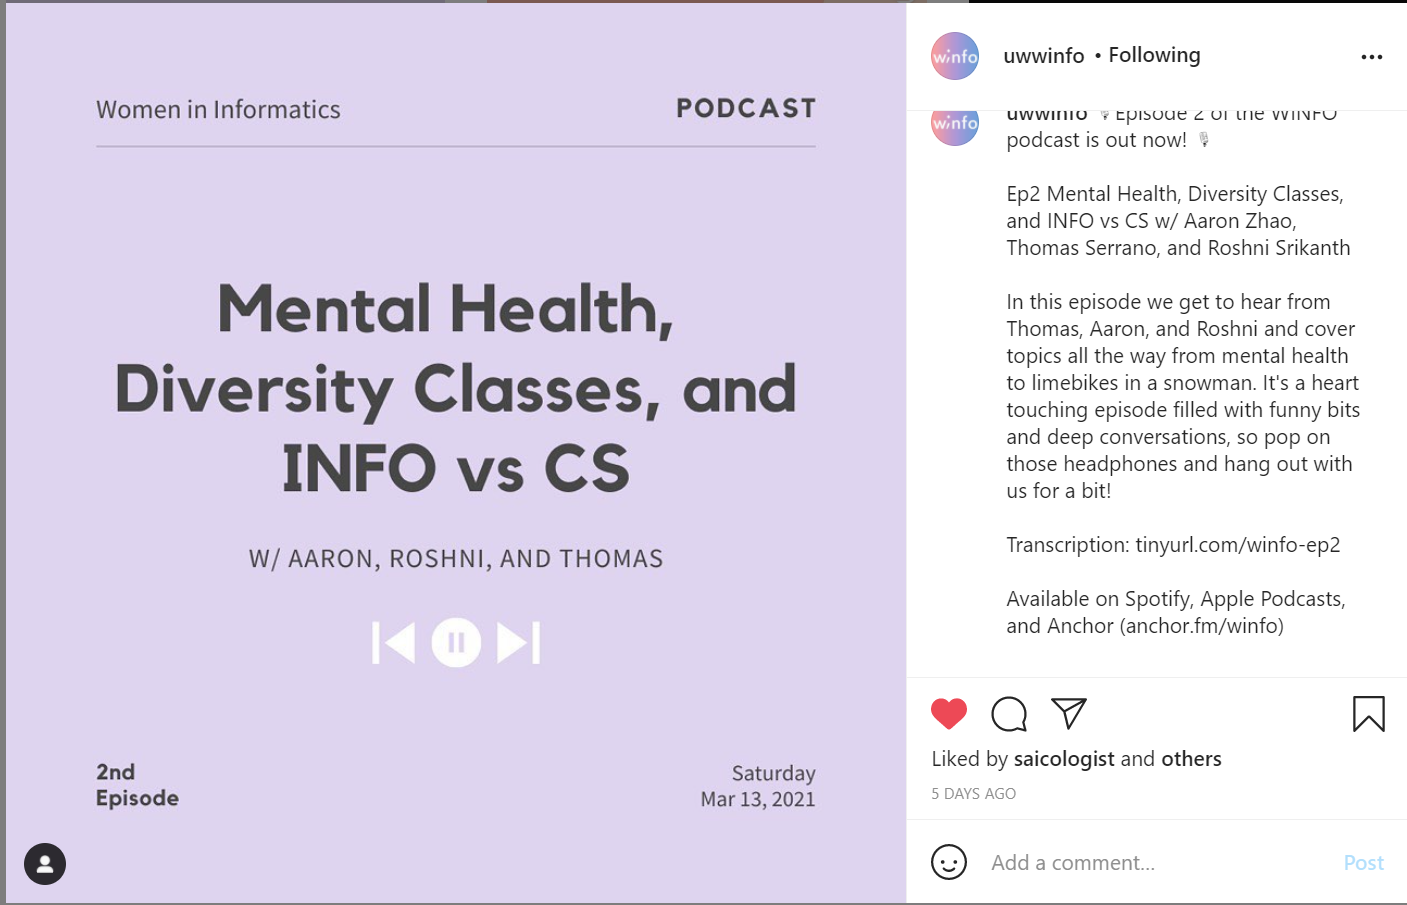 Women in Informatics
PODCAST
Mental Health,
Diversity Classes, and
INFO vs CS
W/ AARON, ROSHNI, AND THOMAS
2nd
Episode
Saturday
Mar 13, 2021
winfo
uwwinfo • Following
winfo
uwwinfo Episode 2 of the WINFO
podcast is out now!
Ep2 Mental Health, Diversity Classes,
and INFO vs CS w/ Aaron Zhao,
Thomas Serrano, and Roshni Srikanth
In this episode we get to hear from
Thomas, Aaron, and Roshni and cover
topics all the way from mental health
to limebikes in a snowman. It's a heart
touching episode filled with funny bits
and deep conversations, so pop on
those headphones and hang out with
us for a bit!
Transcription: tinyurl.com/winfo-ep2
Available on Spotify, Apple Podcasts,
and Anchor (anchor.fm/winfo)
Liked by saicologist and others
5 DAYS AGO
Add a comment...
Post